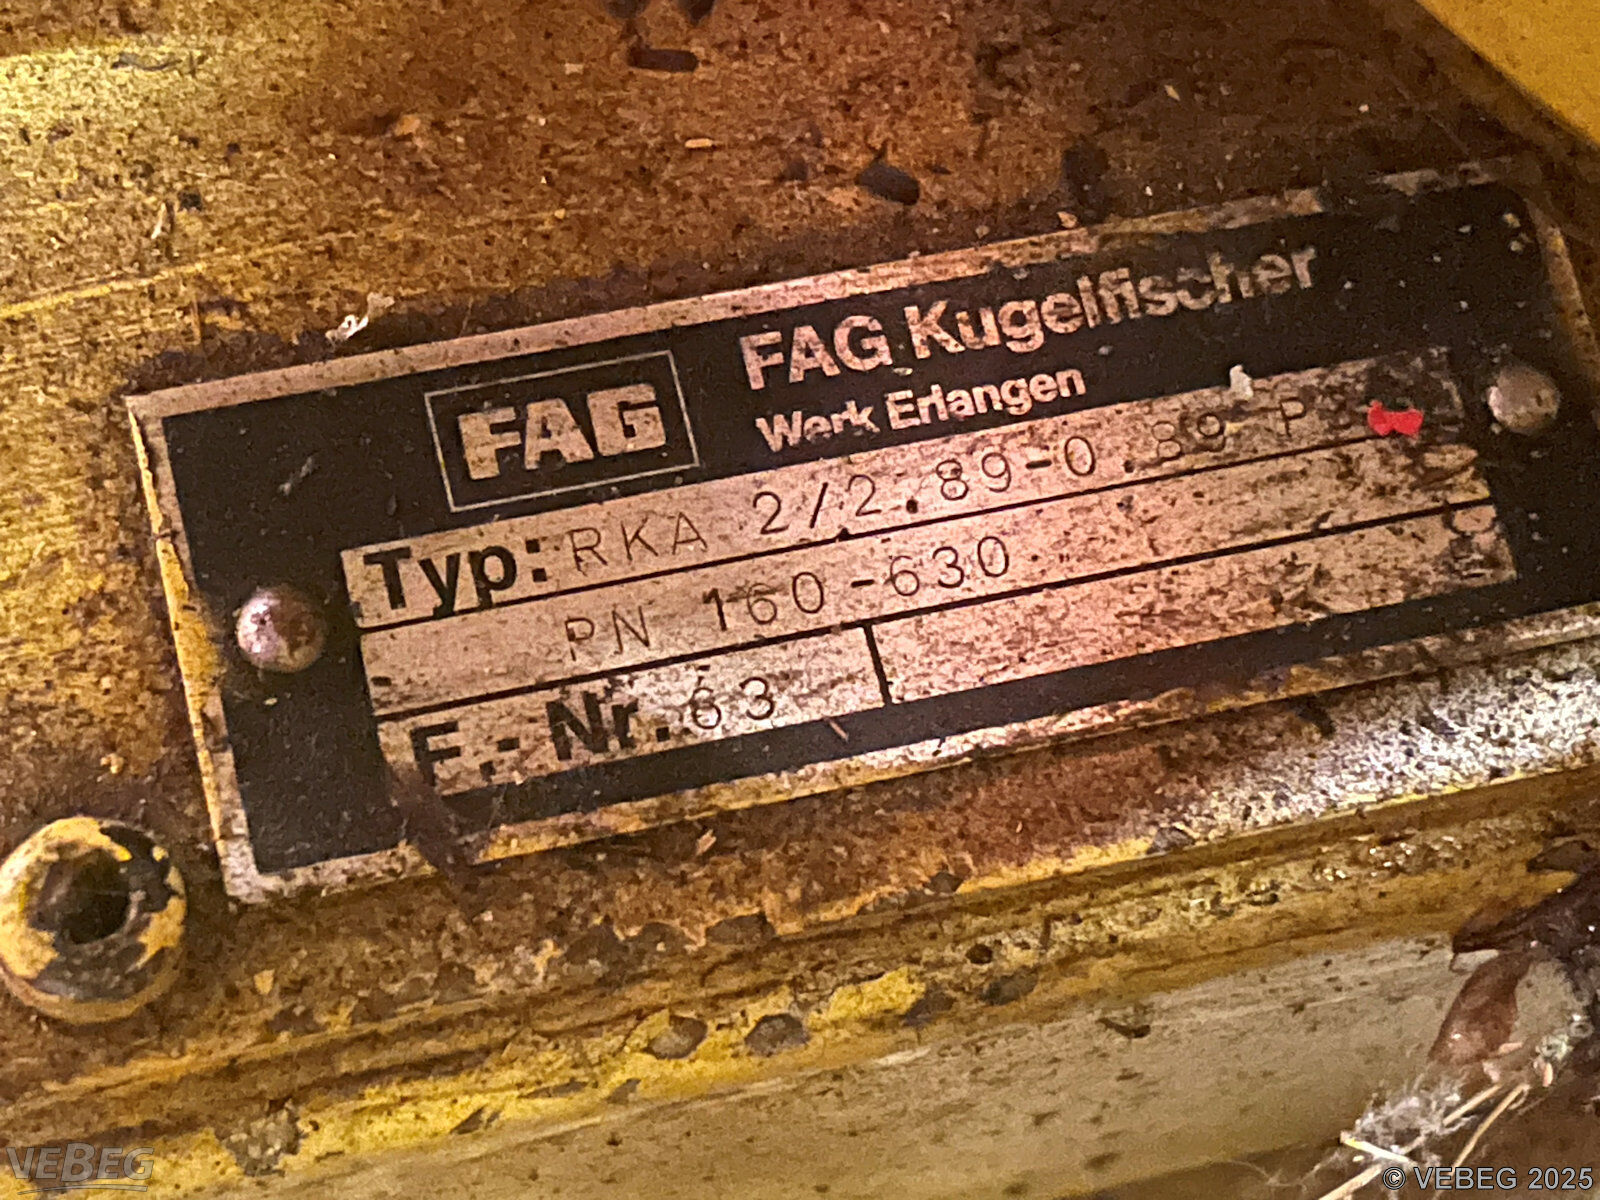 FAG
FAG Kugelfischer
Werk Erlangen
Typ: RKA 2/2.89-0.89-P
PN 160-630
F.-Nr. 63
VEBEG
© VEBEG 2025